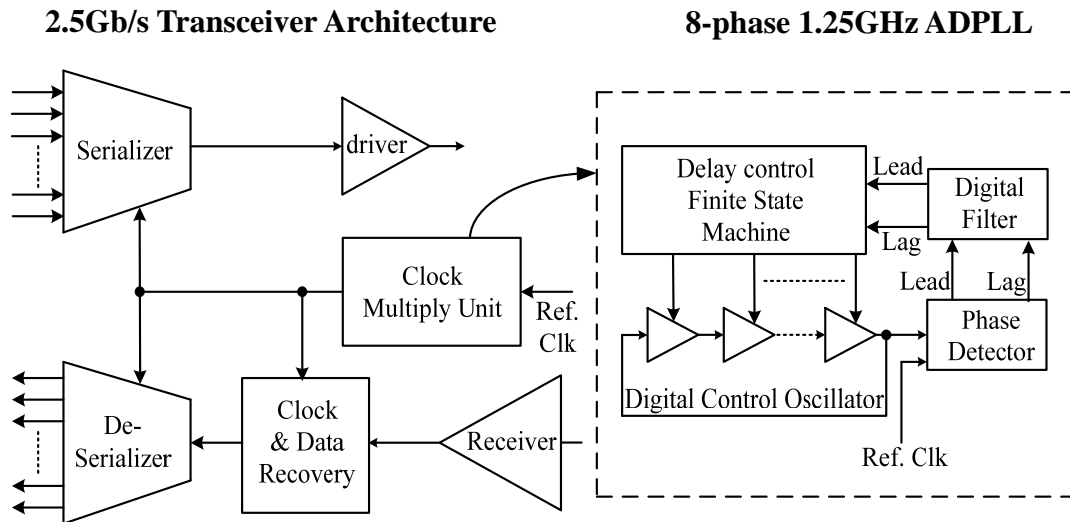 2.5Gb/s Transceiver Architecture
8-phase 1.25GHz ADPLL
Serializer
driver
Clock
Multiply Unit
Ref.
Clk
De-
Serializer
Clock
& Data
Recovery
Receiver
Delay control
Finite State
Machine
Lead
Lag
Digital
Filter
Lead
Lag
Phase
Detector
Digital Control Oscillator
Ref. Clk